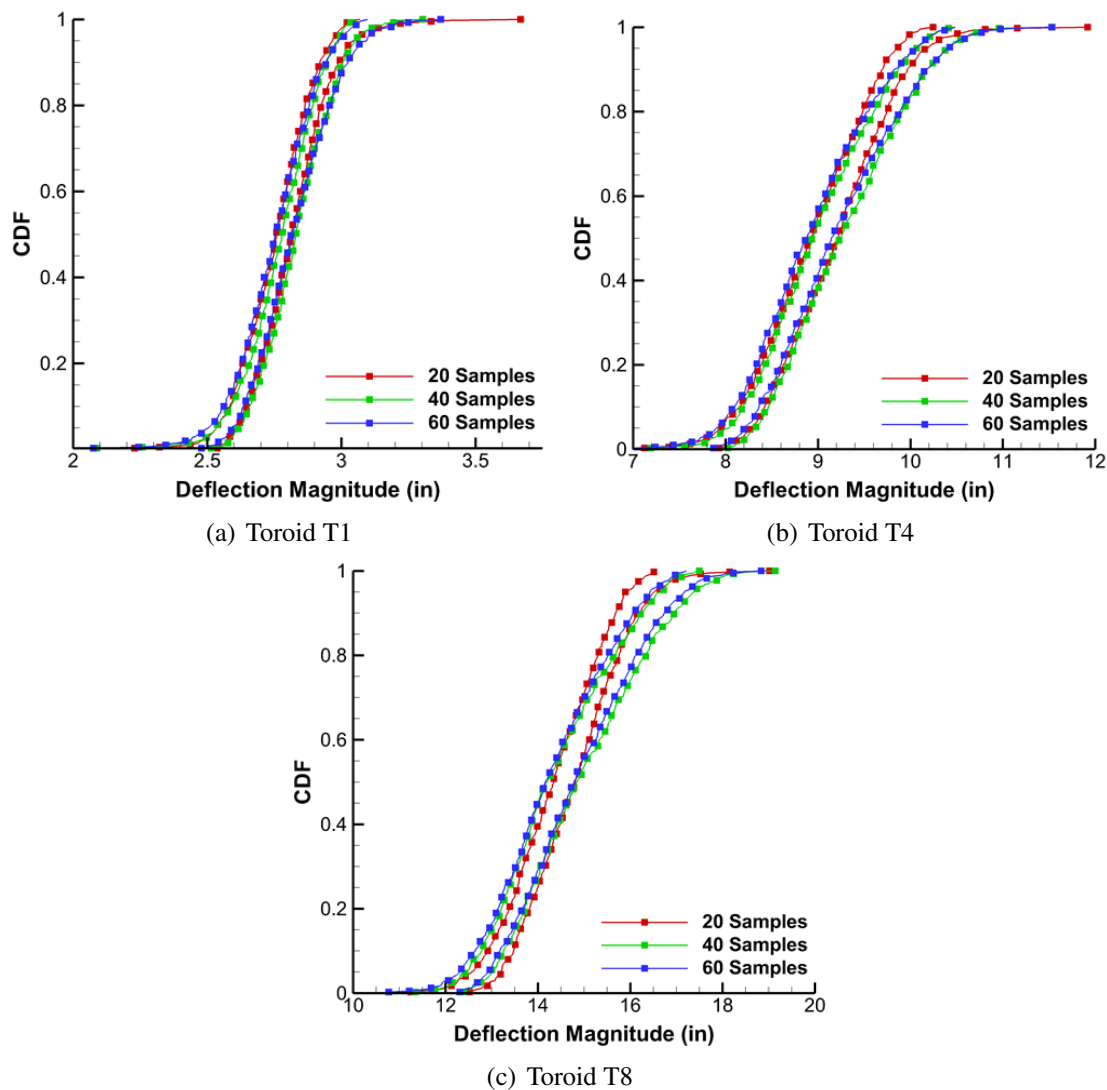 1
0.8
0.6
0.4
0.2
CDF
2
2.5
3
3.5
Deflection Magnitude (in)
20 Samples
40 Samples
60 Samples
(a) Toroid T1
1
0.8
0.6
0.4
0.2
0
CDF
7
8
9
10
11
12
Deflection Magnitude (in)
20 Samples
40 Samples
60 Samples
(b) Toroid T4
1
0.8
0.6
0.4
0.2
0
CDF
10
12
14
16
18
20
Deflection Magnitude (in)
20 Samples
40 Samples
60 Samples
(c) Toroid T8